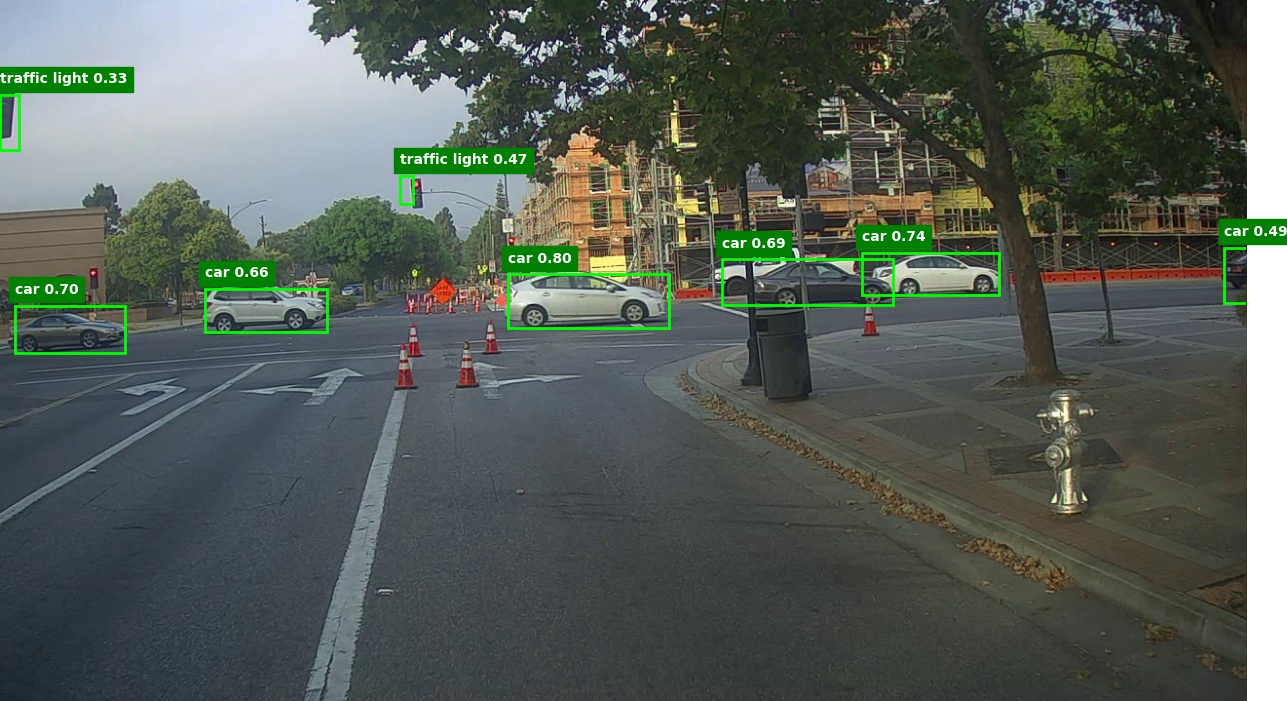 traffic light 0.33
traffic light 0.47
car 0.69
car 0.74
car 0.49
car 0.80
car 0.66
car 0.70